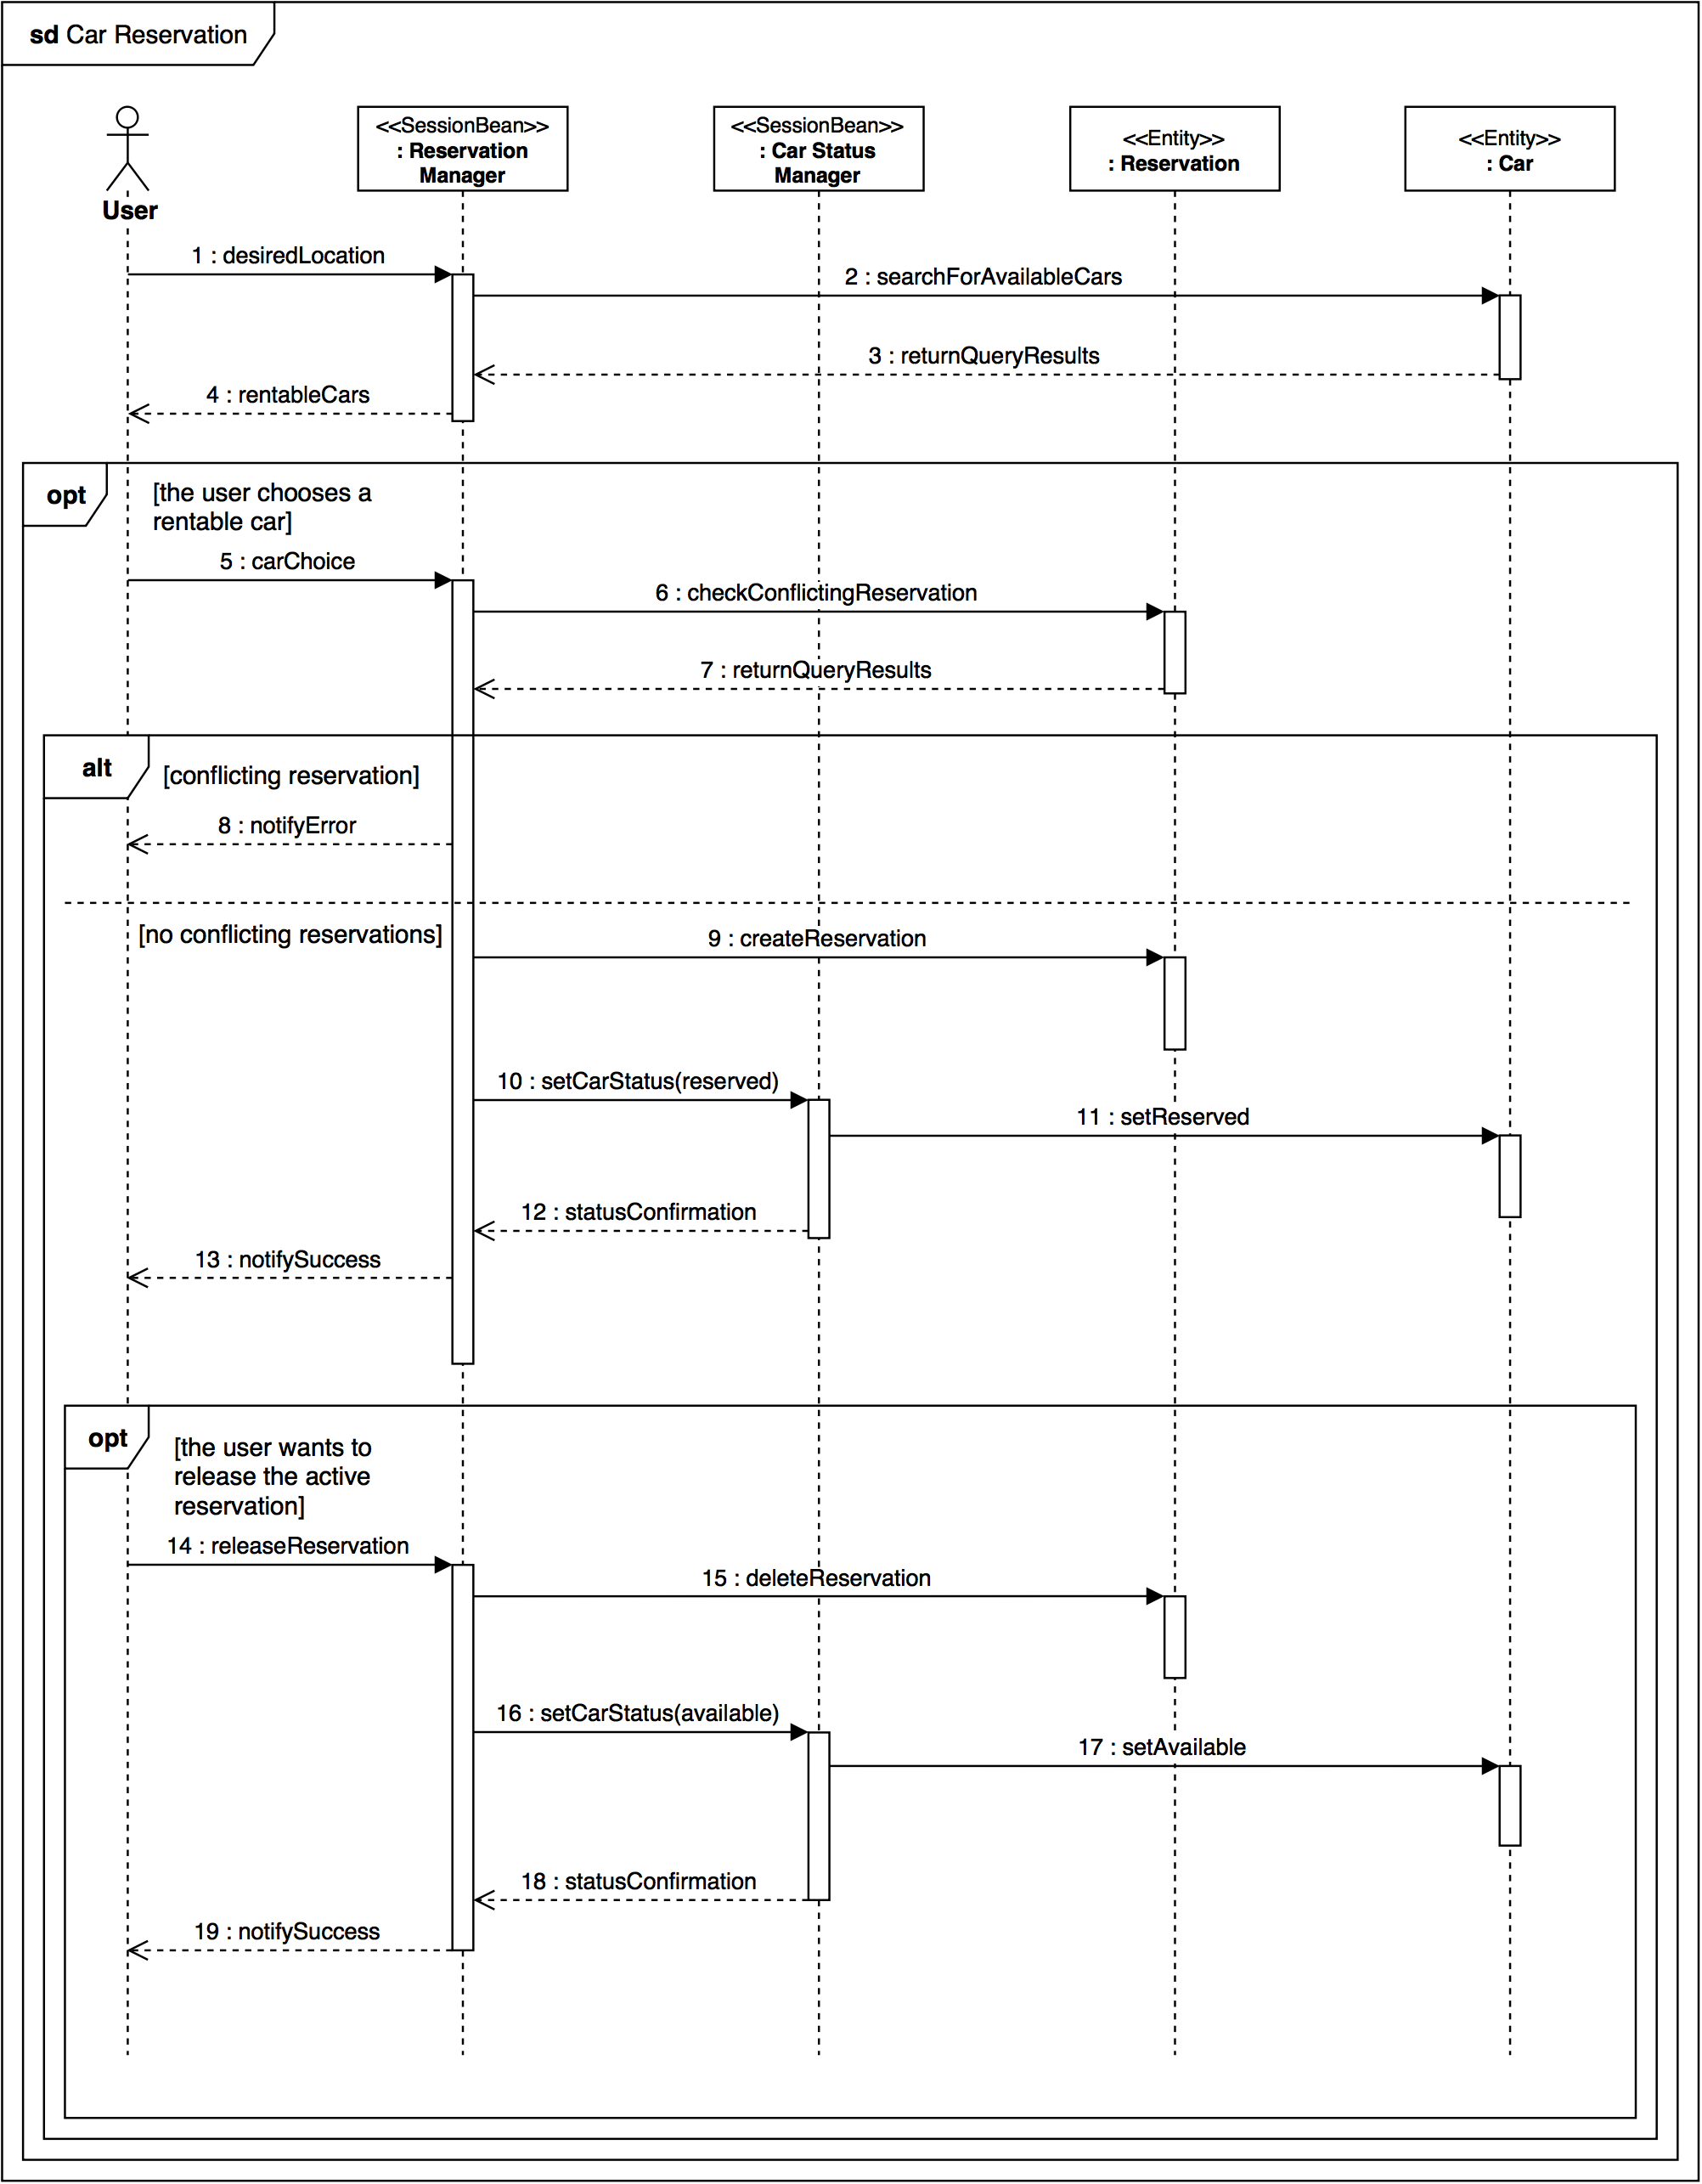 sd Car Reservation
<<SessionBean>>
: Reservation
Manager
<<SessionBean>>
: Car Status
Manager
<<Entity>>
: Reservation
<<Entity>>
: Car
User
1 : desiredLocation
2 : searchForAvailableCars
3 : returnQueryResults
4 : rentableCars
opt
[the user chooses a
rentable car]
5 : carChoice
6 : checkConflictingReservation
7 : returnQueryResults
alt
[conflicting reservation]
8 : notifyError
[no conflicting reservations]
9 : createReservation
10 : setCarStatus(reserved)
11 : setReserved
12 : statusConfirmation
13 : notifySuccess
opt
[the user wants to
release the active
reservation]
14 : releaseReservation
15 : deleteReservation
16 : setCarStatus(available)
17 : setAvailable
18 : statusConfirmation
19 : notifySuccess